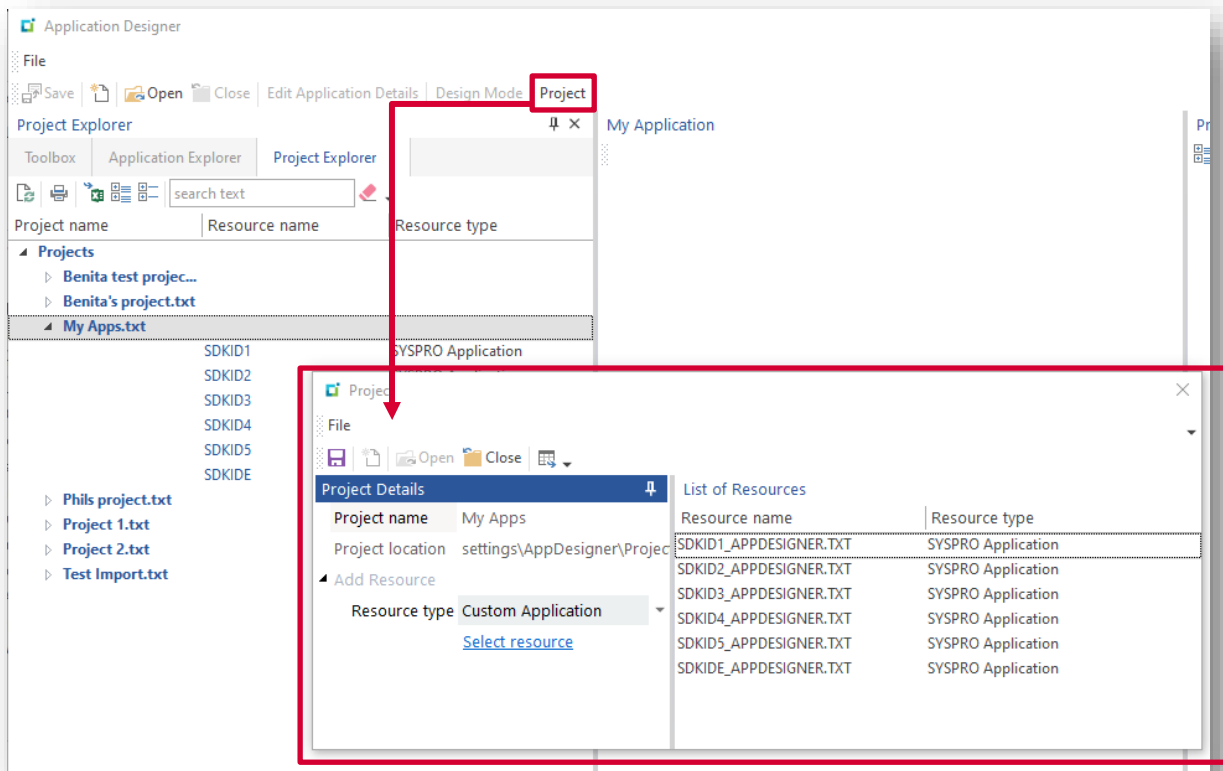 Application Designer
File
Save Open Close Edit Application Details Design Mode Project
Project Explorer
Toolbox Application Explorer Project Explorer
search text
Project name Resource name Resource type
Projects
Benita test projec...
Benita's project.txt
My Apps.txt
SDKID1 SYSPRO Application
SDKID2
SDKID3
SDKID4
SDKID5
SDKIDE
Phils project.txt
Project 1.txt
Project 2.txt
Test Import.txt
My Application
Pr
Projec
File
Open Close
Project Details
Project name My Apps
Project location settings\AppDesigner\Projec
Add Resource
Resource type Custom Application
Select resource
List of Resources
Resource name Resource type
SDKID1_APPDESIGNER.TXT SYSPRO Application
SDKID2_APPDESIGNER.TXT SYSPRO Application
SDKID3_APPDESIGNER.TXT SYSPRO Application
SDKID4_APPDESIGNER.TXT SYSPRO Application
SDKID5_APPDESIGNER.TXT SYSPRO Application
SDKIDE_APPDESIGNER.TXT SYSPRO Application